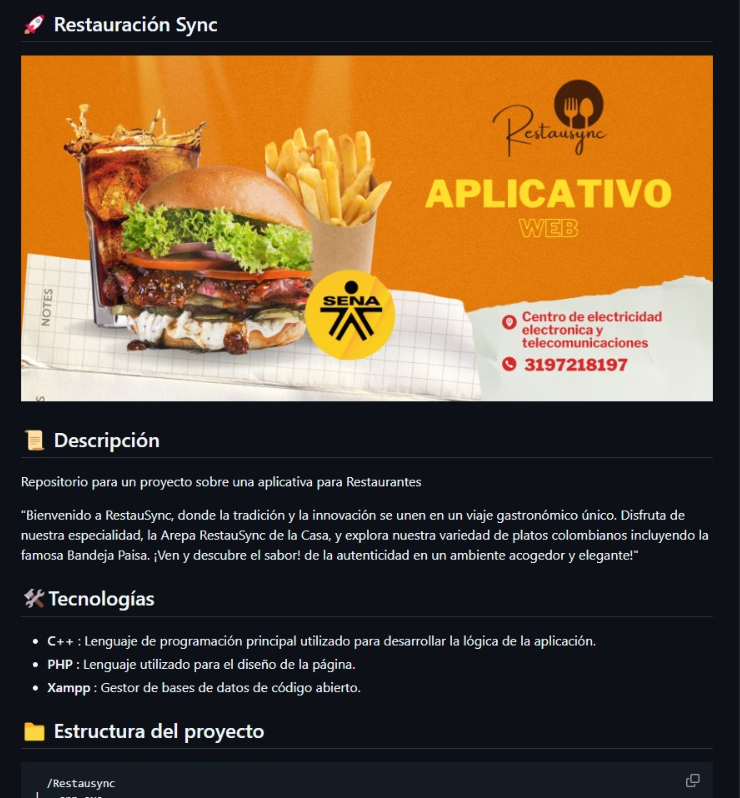 🚀 Restauración Sync
Restausync
APLICATIVO
WEB
NOTES
S
SENA
Centro de electricidad
electronica y
telecomunicaciones
3197218197
📜 Descripción
Repositorio para un proyecto sobre una aplicativa para Restaurantes
"Bienvenido a RestauSync, donde la tradición y la innovación se unen en un viaje gastronómico único. Disfruta de
nuestra especialidad, la Arepa RestauSync de la Casa, y explora nuestra variedad de platos colombianos incluyendo la
famosa Bandeja Paisa. ¡Ven y descubre el sabor! de la autenticidad en un ambiente acogedor y elegante!"
🛠️Tecnologías
• C++ : Lenguaje de programación principal utilizado para desarrollar la lógica de la aplicación.
• PHP : Lenguaje utilizado para el diseño de la página.
• Xampp : Gestor de bases de datos de código abierto.
📁 Estructura del proyecto
/Restausync